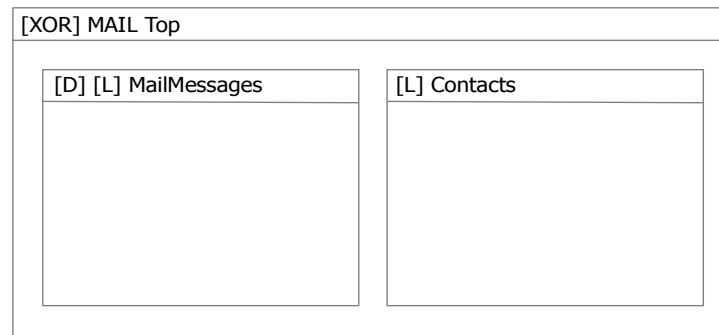 [XOR] MAIL Top
[D] [L] MailMessages
[L] Contacts